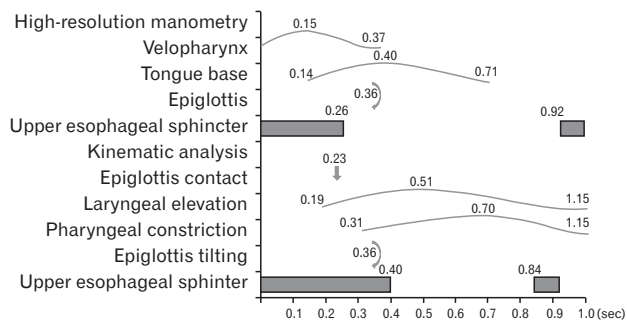 High-resolution manometry
0.15
Velopharynx
0.37
0.40
Tongue base
0.14
0.71
Epiglottis
0.36
Upper esophageal sphincter
0.26
0.92
Kinematic analysis
0.23
Epiglottis contact
0.51
Laryngeal elevation
0.19
1.15
0.70
Pharyngeal constriction
0.31
1.15
Epiglottis tilting
0.36
Upper esophageal sphinter
0.40
0.84
0.1 0.2 0.3 0.4 0.5 0.6 0.7 0.8 0.9 1.0 (sec)